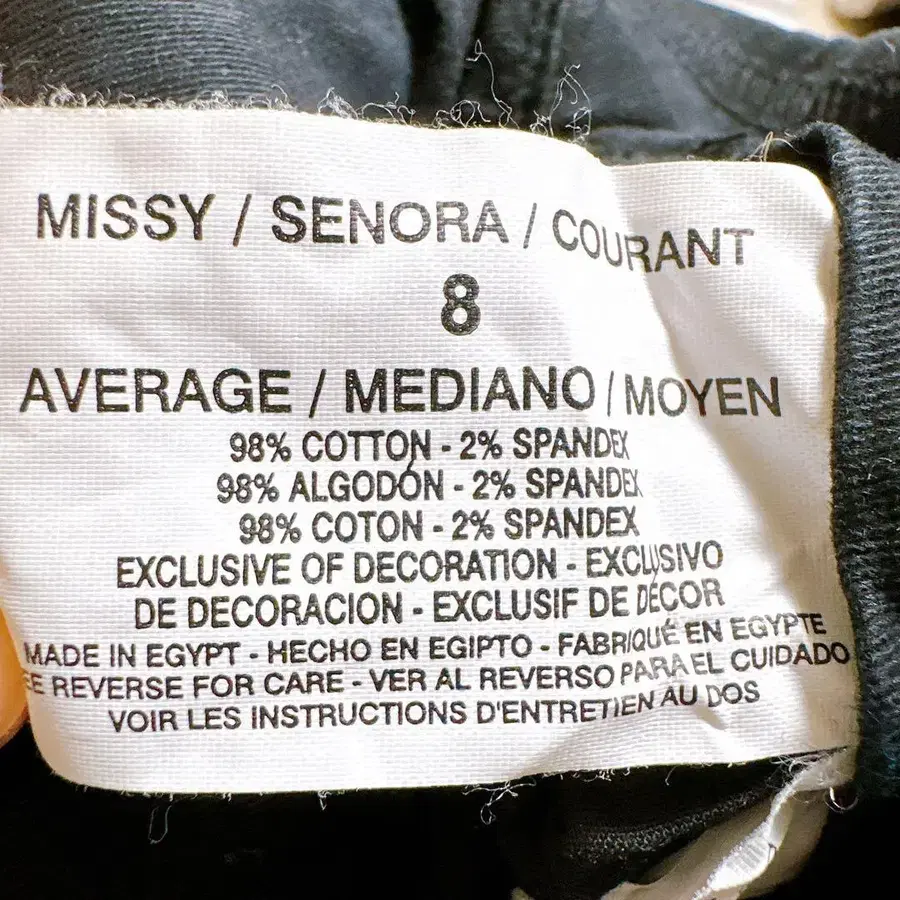 MISSY / SENORA / COURANT
8
AVERAGE / MEDIANO / MOYEN
98% COTTON - 2% SPANDEX
98% ALGODÓN - 2% SPANDEX
98% COTON - 2% SPANDEX
EXCLUSIVE OF DECORATION - EXCLUSIVO
DE DECORACION - EXCLUSIF DE DÉCOR
MADE IN EGYPT - HECHO EN EGIPTO - FABRIQUÉ EN EGYPTE
REVERSE FOR CARE - VER AL REVERSO PARA EL CUIDADO
VOIR LES INSTRUCTIONS D'ENTRETIEN AU DOS